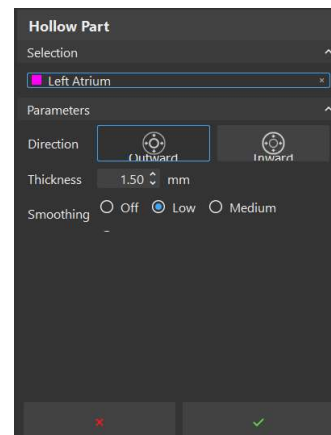 Hollow Part
Selection
Left Atrium
Parameters
Direction
Outward
Inward
Thickness 1.50 mm
Smoothing Off Low Medium